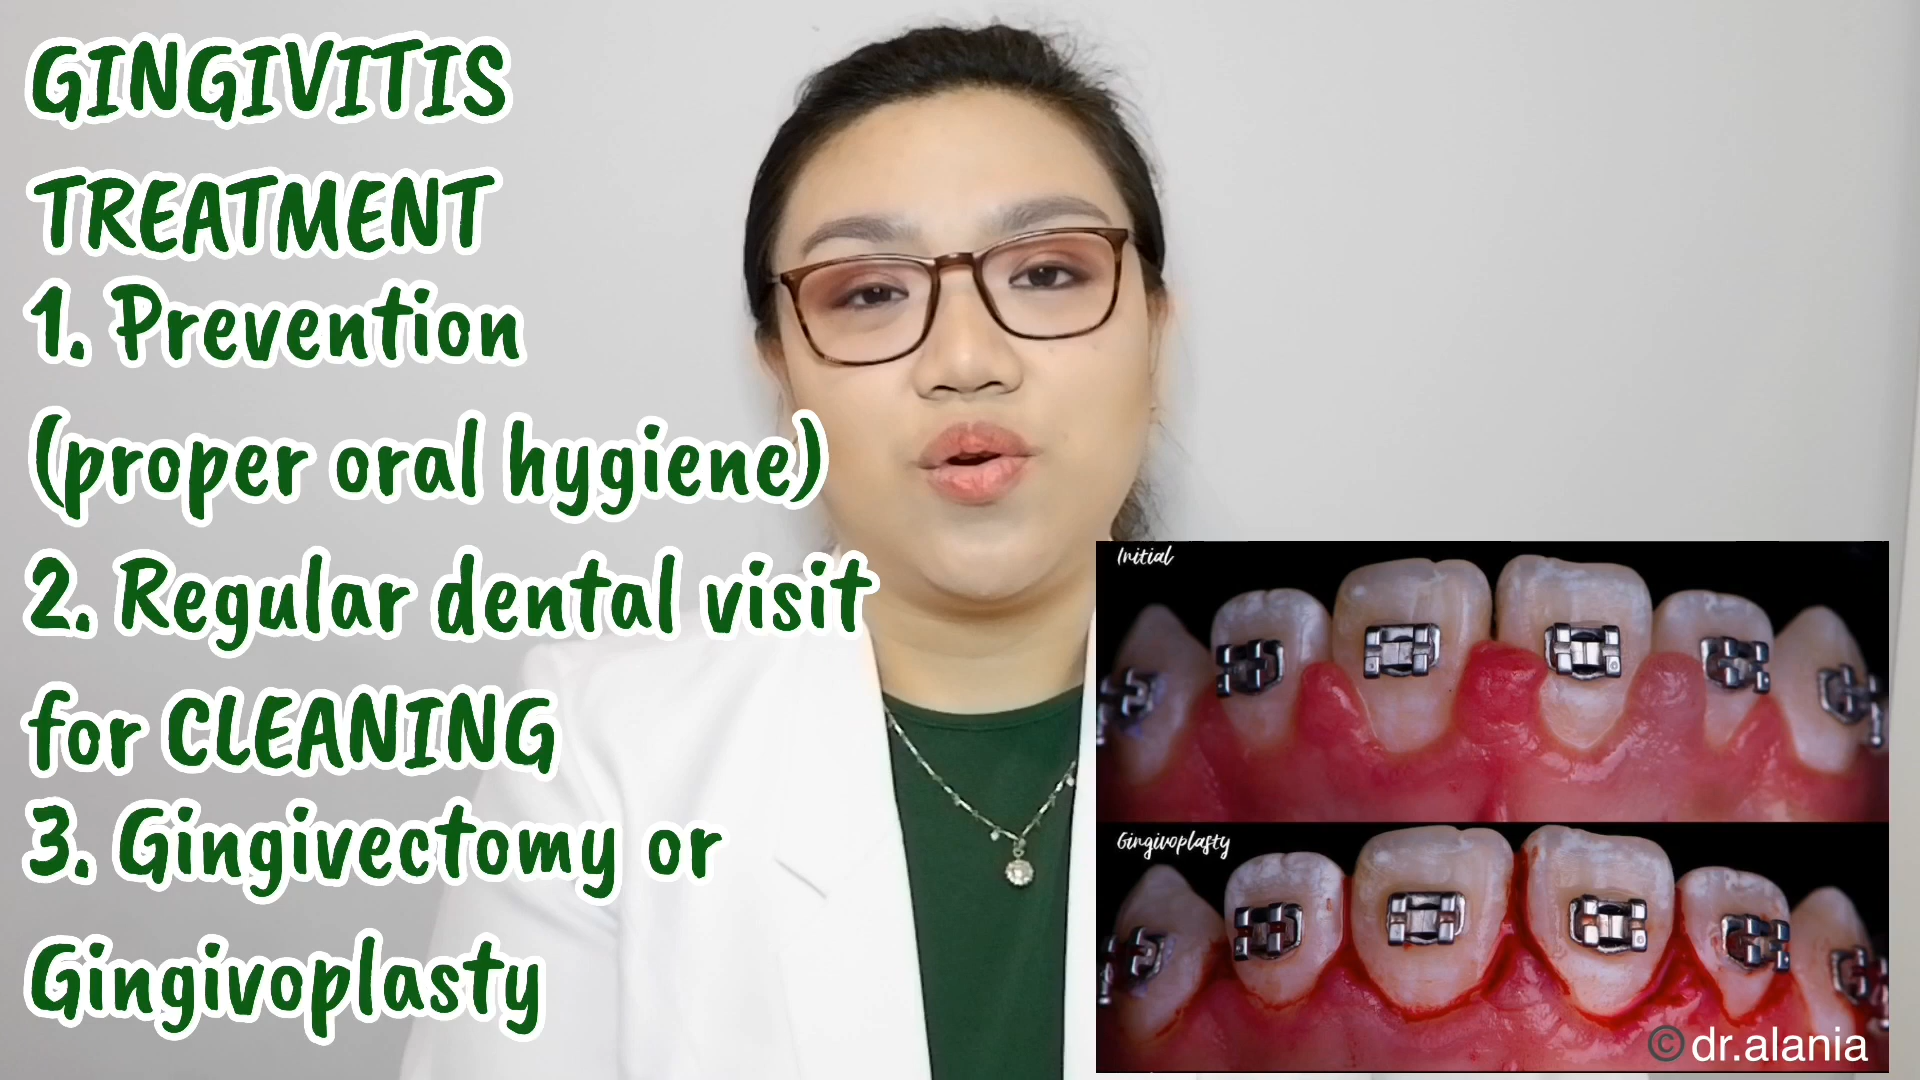 GINGIVITIS
TREATMENT
1. Prevention
(proper oral hygiene)
2. Regular dental visit
for CLEANING
3. Gingivectomy or
Gingivoplasty
Initial
Gingivoplasty
© dr.alania